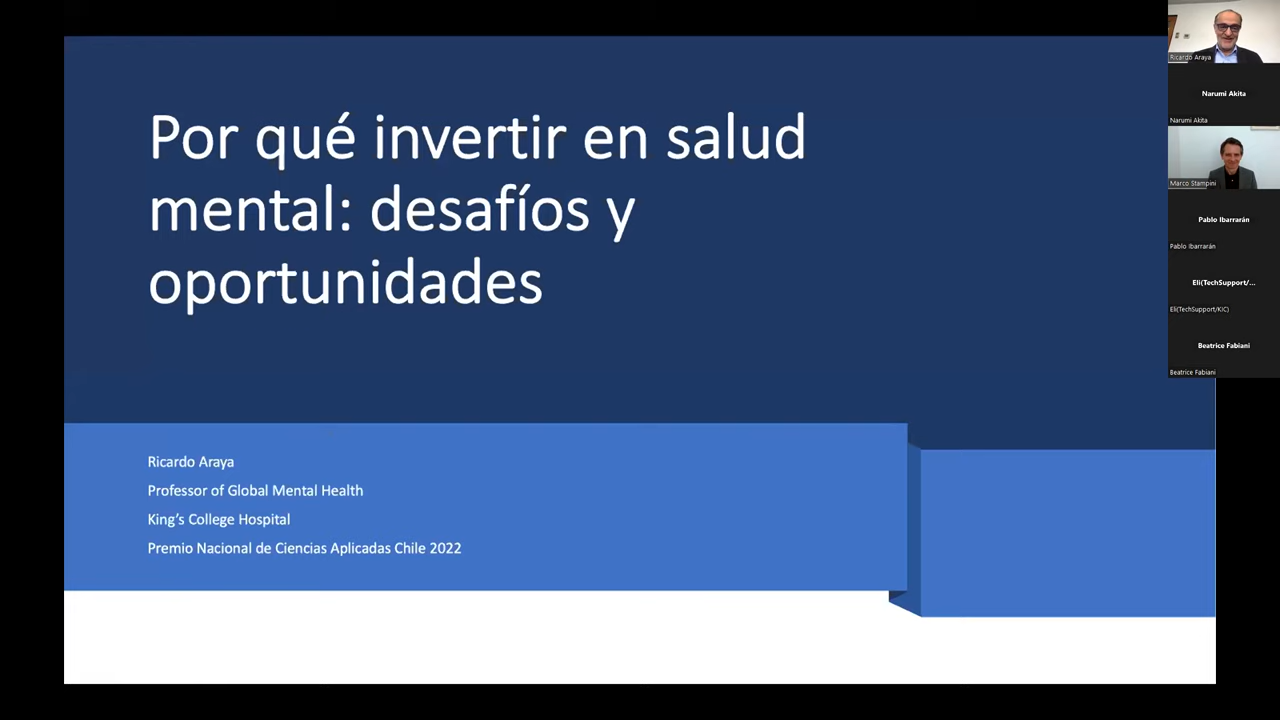 Por qué invertir en salud
mental: desafíos y
oportunidades
Ricardo Araya
Professor of Global Mental Health
King's College Hospital
Premio Nacional de Ciencias Aplicadas Chile 2022
Ricardo Araya
Narumi Akita
Narumi Akita
Marco Stampini
Pablo Ibarrarán
Pablo Ibarrarán
Eli(TechSupport/...
Eli(TechSupport/KIC)
Beatrice Fabiani
Beatrice Fabiani